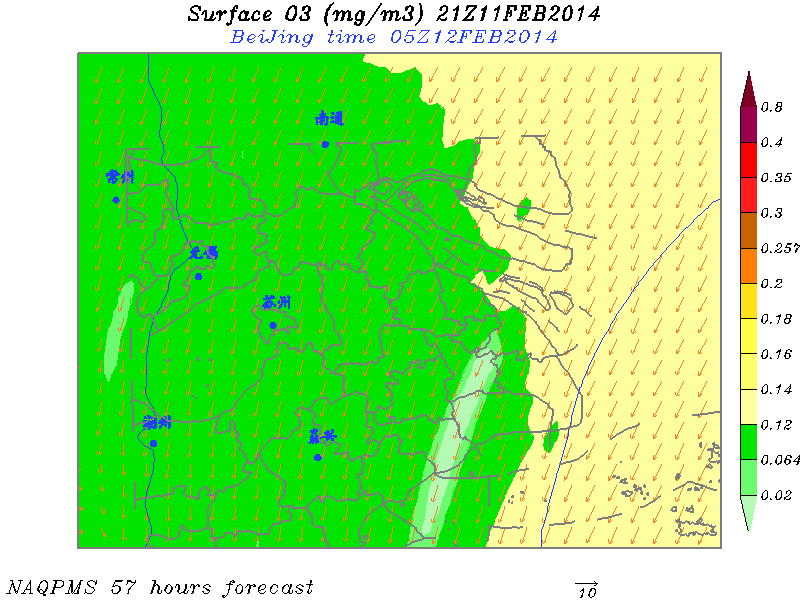 Surface O3 (mg/m3) 21Z11FEB2014
BeiJing time 05Z12FEB2014
南通
常州
无锡
苏州
湖州
嘉兴
0.8
0.4
0.35
0.3
0.257
0.2
0.18
0.16
0.14
0.12
0.064
0.02
NAQPMS 57 hours forecast
10